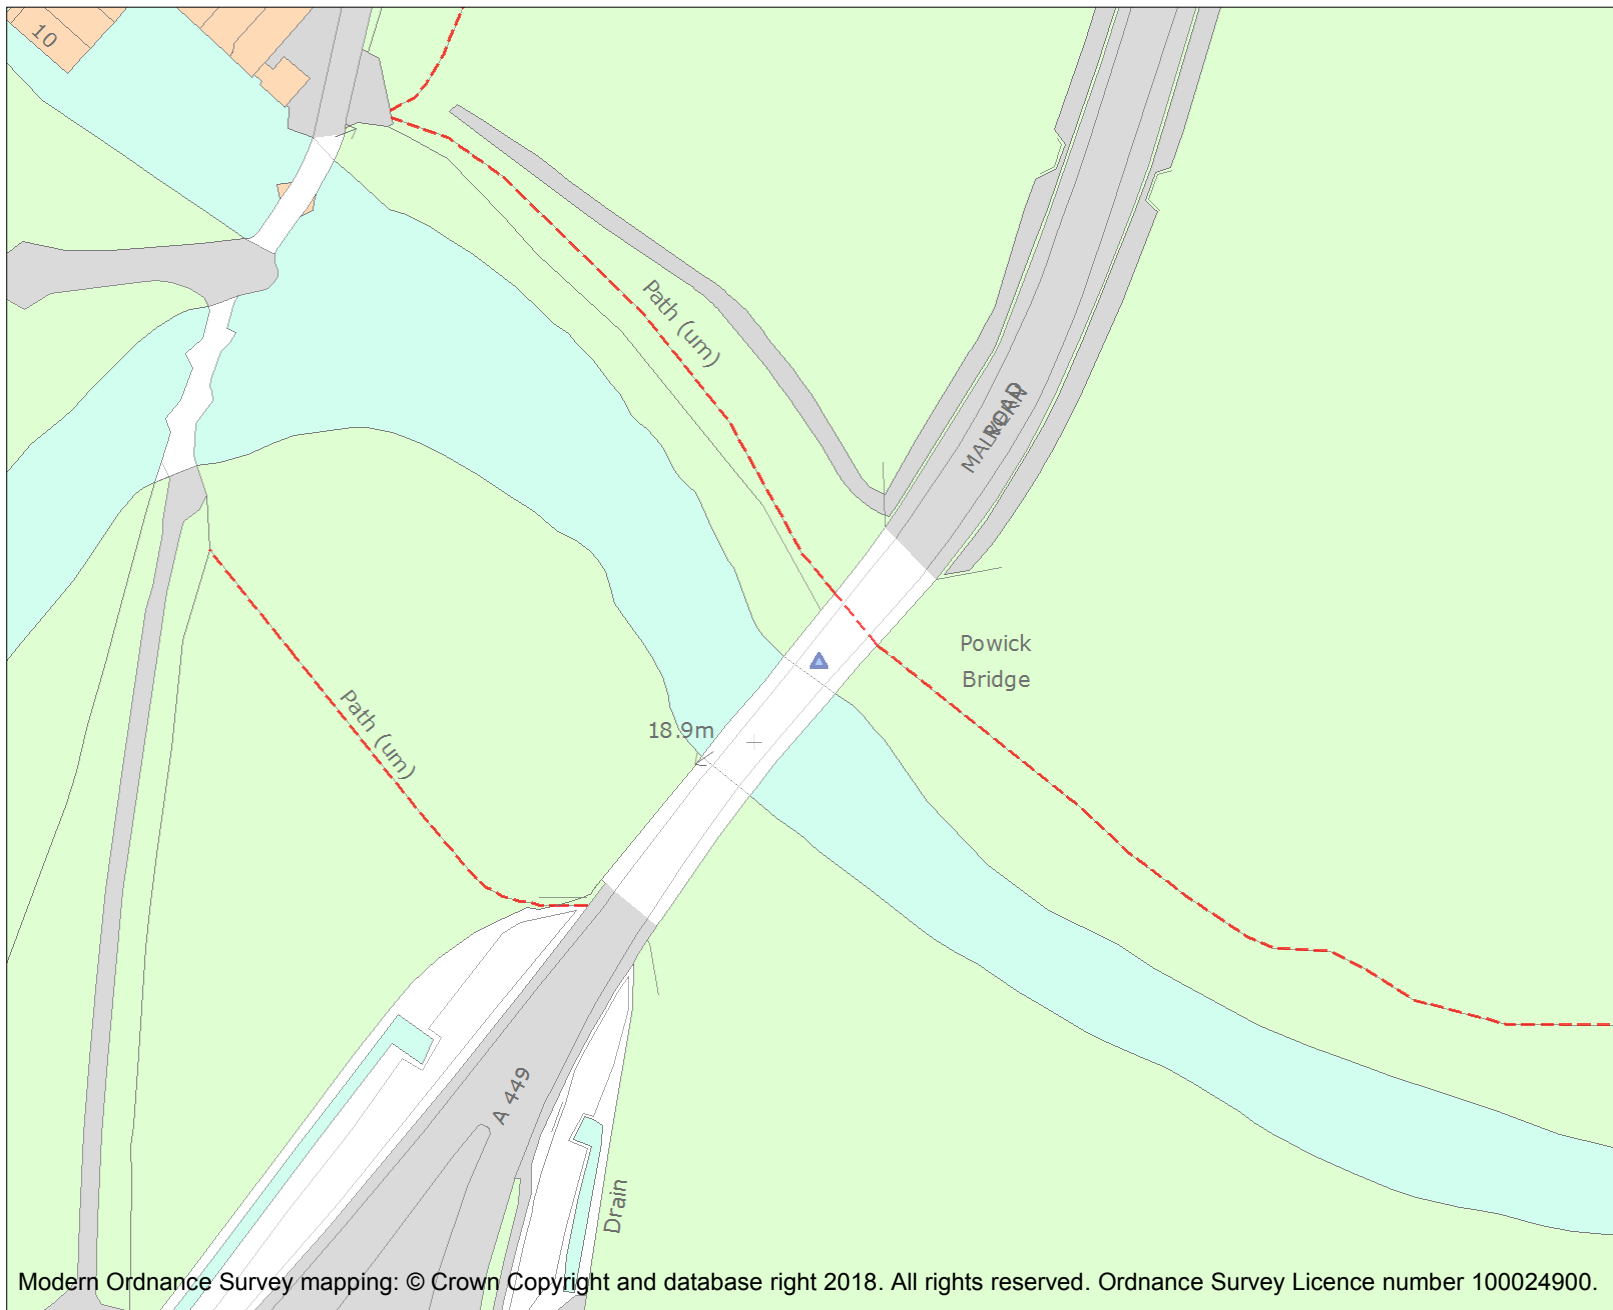 10
Path (um)
MALVERN
ROAD
Powick
Bridge
18.9m
Path (um)
A 449
Drain
Modern Ordnance Survey mapping: © Crown Copyright and database right 2018. All rights reserved. Ordnance Survey Licence number 100024900.